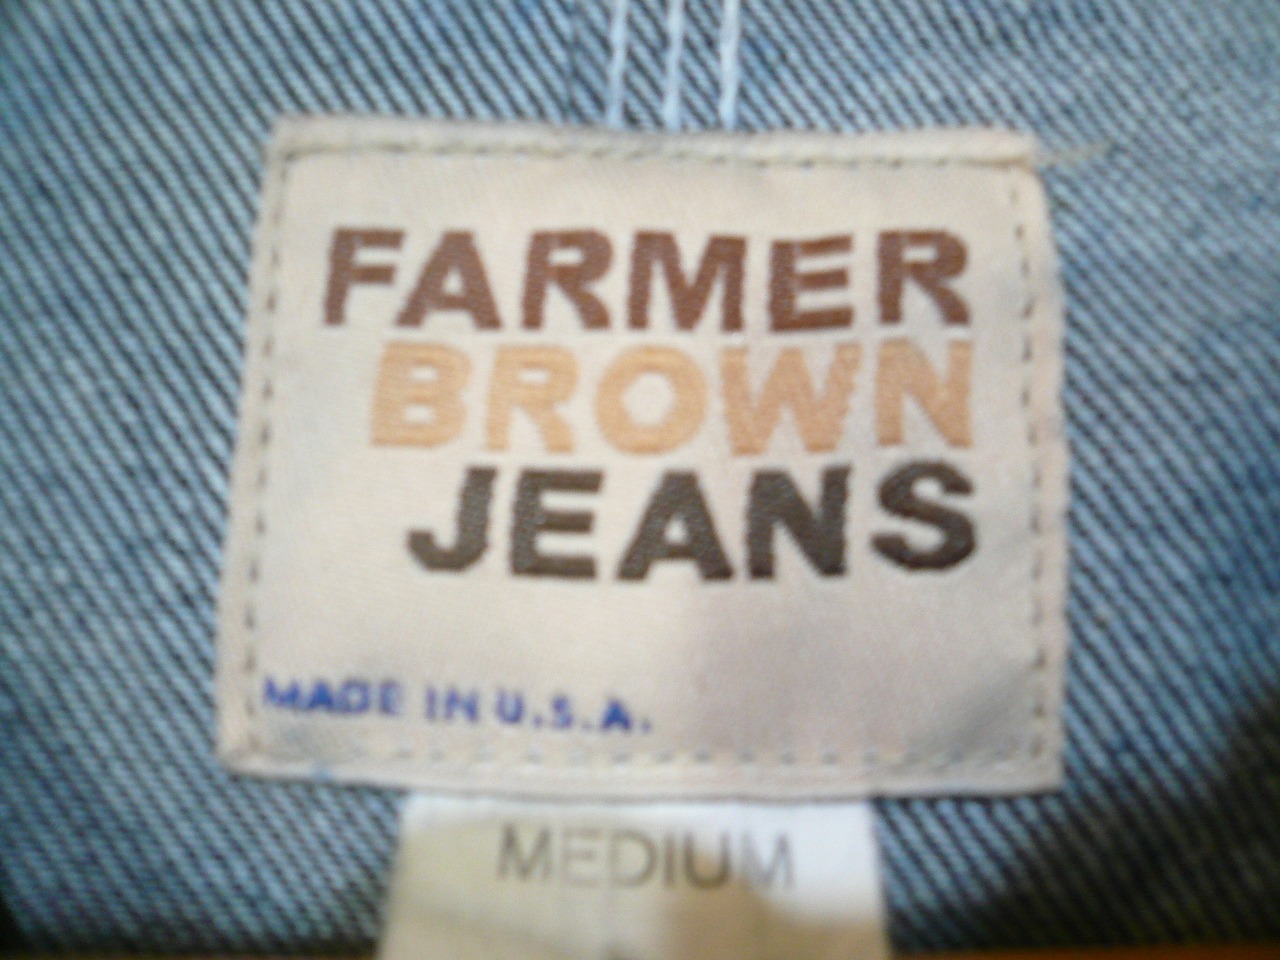 FARMER
BROWN
JEANS
MADE IN U.S.A.
MEDIUM